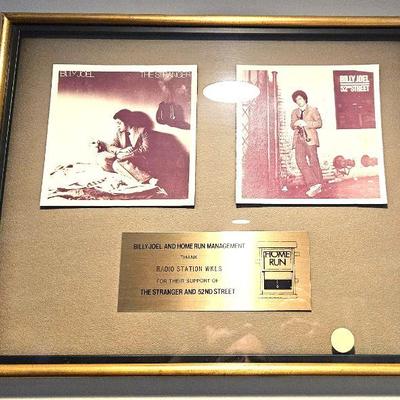 BILLY JOEL THE STRANGER
BILLY JOEL
52ND STREET
BILLY JOEL AND HOME RUN MANAGEMENT
THANK
RADIO STATION WKLS
FOR THEIR SUPPORT OF
THE STRANGER AND 52ND STREET
HOME
RUN